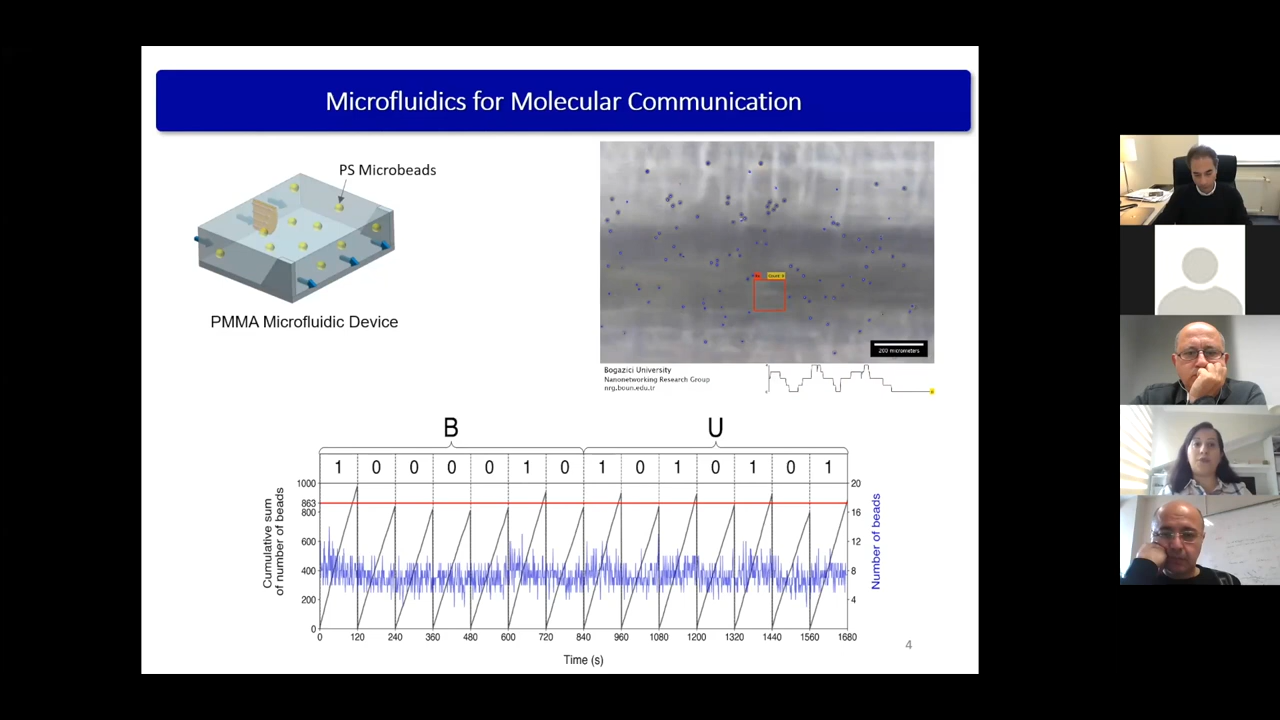 Microfluidics for Molecular Communication
PS Microbeads
PMMA Microfluidic Device
200 micrometers
Bogazici University
Nanonetworking Research Group
nrg.boun.edu.tr
B U
1 0 0 0 0 1 0 1 0 1 0 1 0 1
Cumulative sum
of number of beads
1000
863
800
600
400
200
0
20
16
12
8
4
Number of beads
0 120 240 360 480 600 720 840 960 1080 1200 1320 1440 1560 1680
Time (s)
4